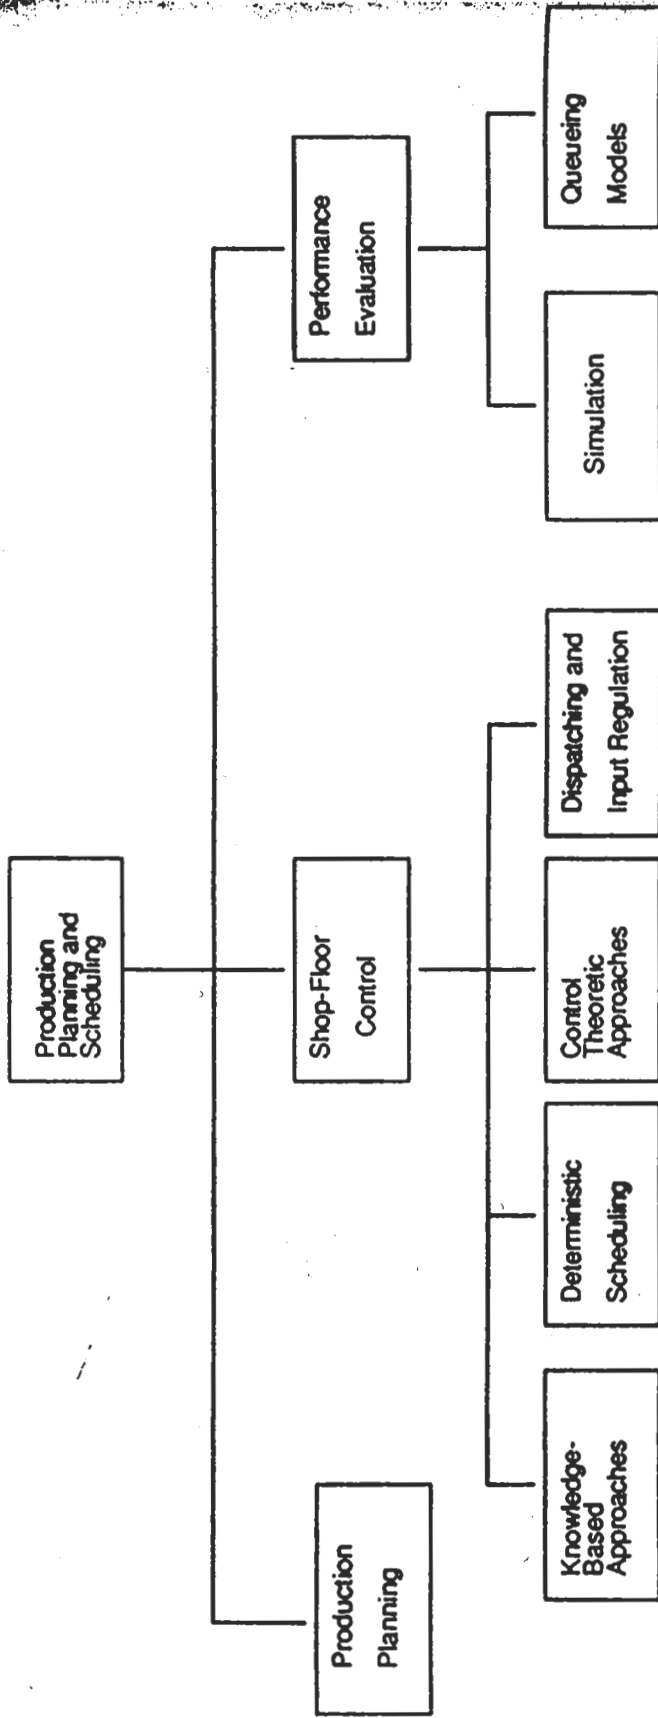 Production
Planning and
Scheduling
Production
Planning
Shop-Floor
Control
Performance
Evaluation
Knowledge-
Based
Approaches
Deterministic
Scheduling
Control
Theoretic
Approaches
Dispatching and
Input Regulation
Simulation
Queueing
Models